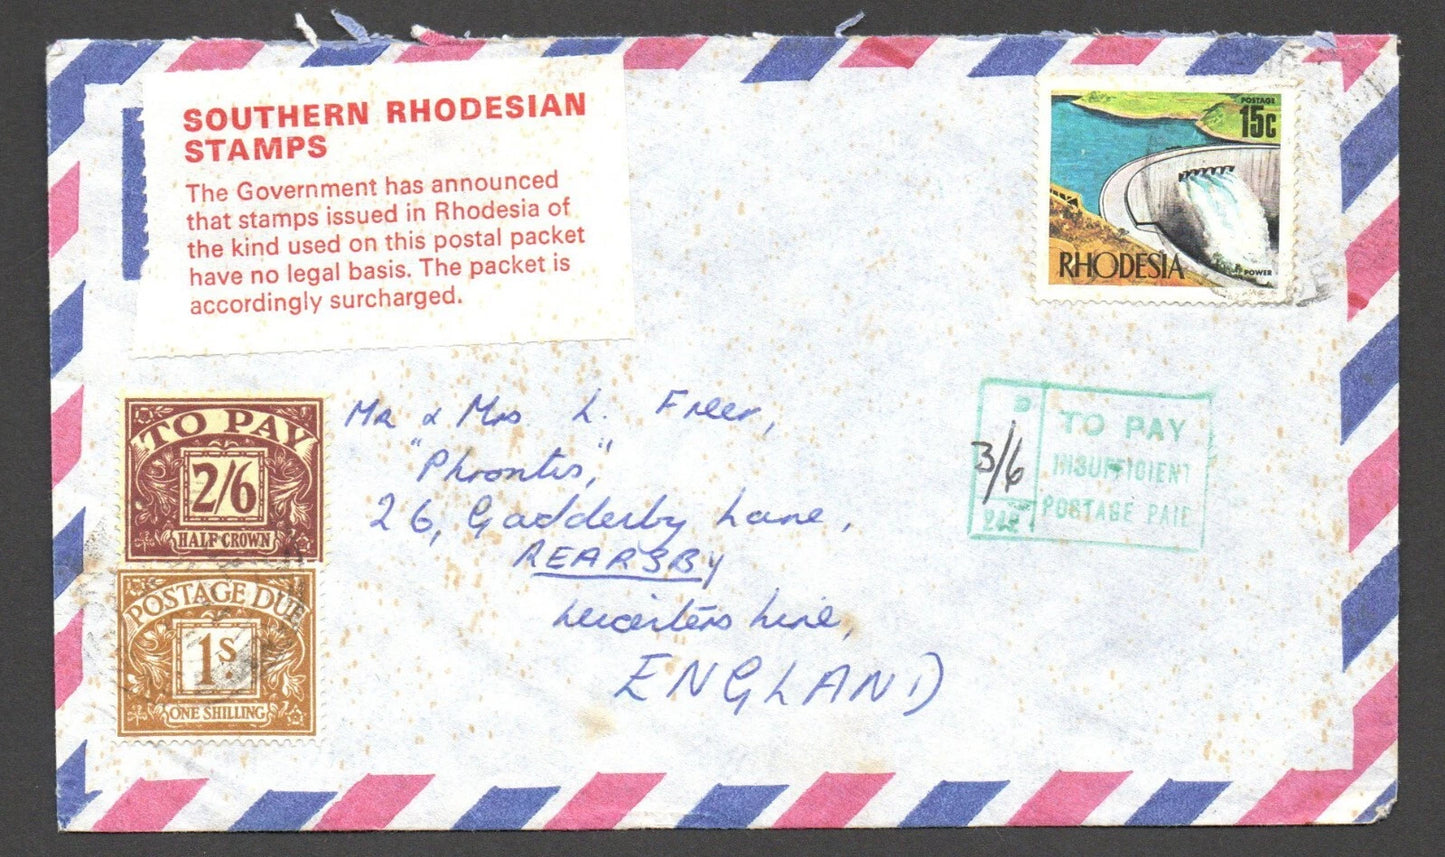 SOUTHERN RHODESIAN
STAMPS
The Government has announced
that stamps issued in Rhodesia of
the kind used on this postal packet
have no legal basis. The packet is
accordingly surcharged.
POSTAGE
15c
RHODESIA
POWER
TO PAY
2/6
HALF CROWN
POSTAGE DUE
1s.
ONE SHILLING
Mr & Mrs L. Freer,
"Phrontis,"
26, Gadderby Lane,
REARSBY
Leicestershire,
ENGLAND
D
3/6
TO PAY
INSUFFICIENT
POSTAGE PAID